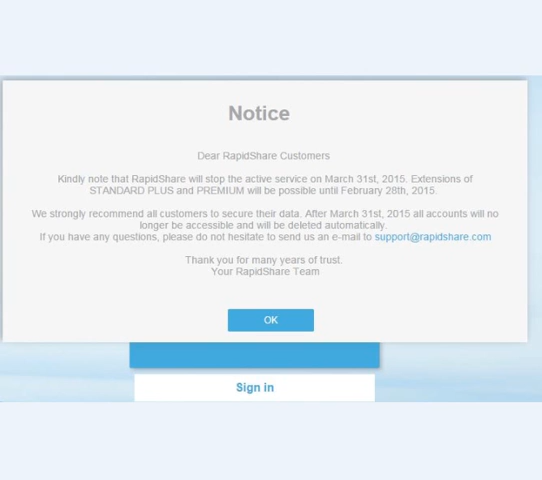 Notice
Dear RapidShare Customers
Kindly note that RapidShare will stop the active service on March 31st, 2015. Extensions of
STANDARD PLUS and PREMIUM will be possible until February 28th, 2015.
We strongly recommend all customers to secure their data. After March 31st, 2015 all accounts will no
longer be accessible and will be deleted automatically.
If you have any questions, please do not hesitate to send us an e-mail to support@rapidshare.com
Thank you for many years of trust.
Your RapidShare Team
OK
Sign in